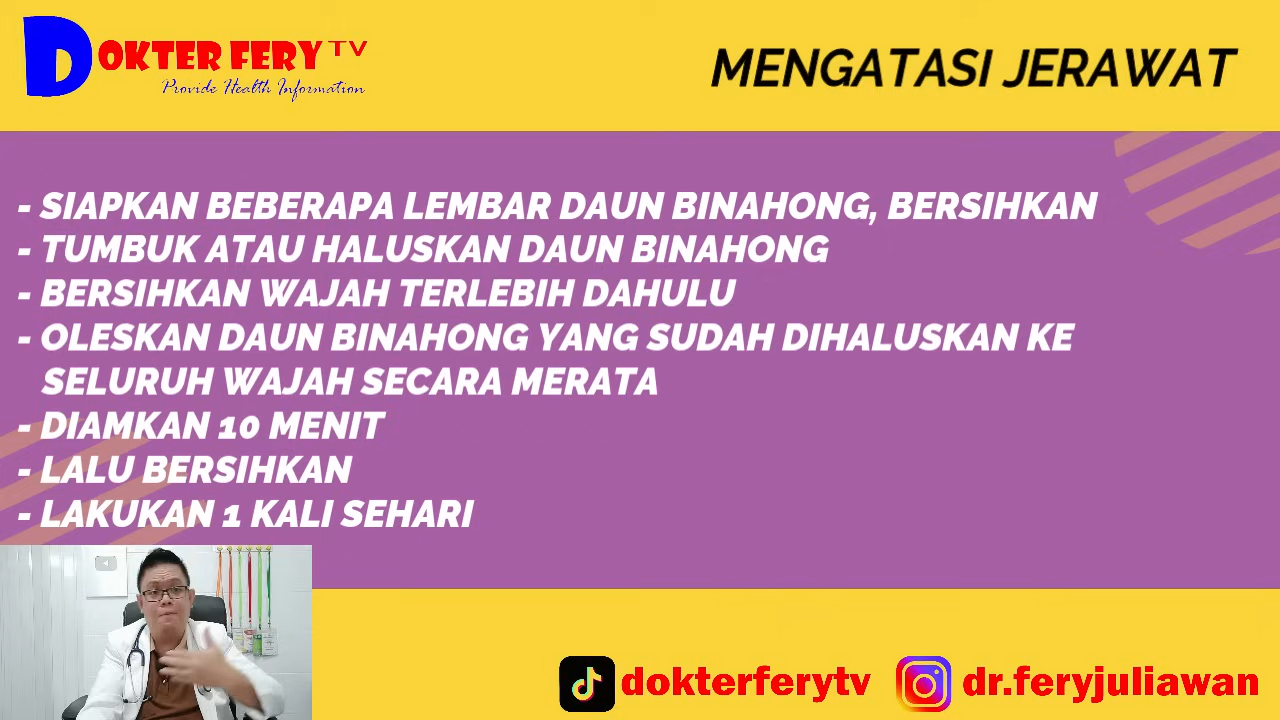 DOKTER FERY TV
Provide Health Information
MENGATASI JERAWAT
- SIAPKAN BEBERAPA LEMBAR DAUN BINAHONG, BERSIHKAN
- TUMBUK ATAU HALUSKAN DAUN BINAHONG
- BERSIHKAN WAJAH TERLEBIH DAHULU
- OLESKAN DAUN BINAHONG YANG SUDAH DIHALUSKAN KE
SELURUH WAJAH SECARA MERATA
- DIAMKAN 10 MENIT
- LALU BERSIHKAN
- LAKUKAN 1 KALI SEHARI
dokterferytv
dr.feryjuliawan